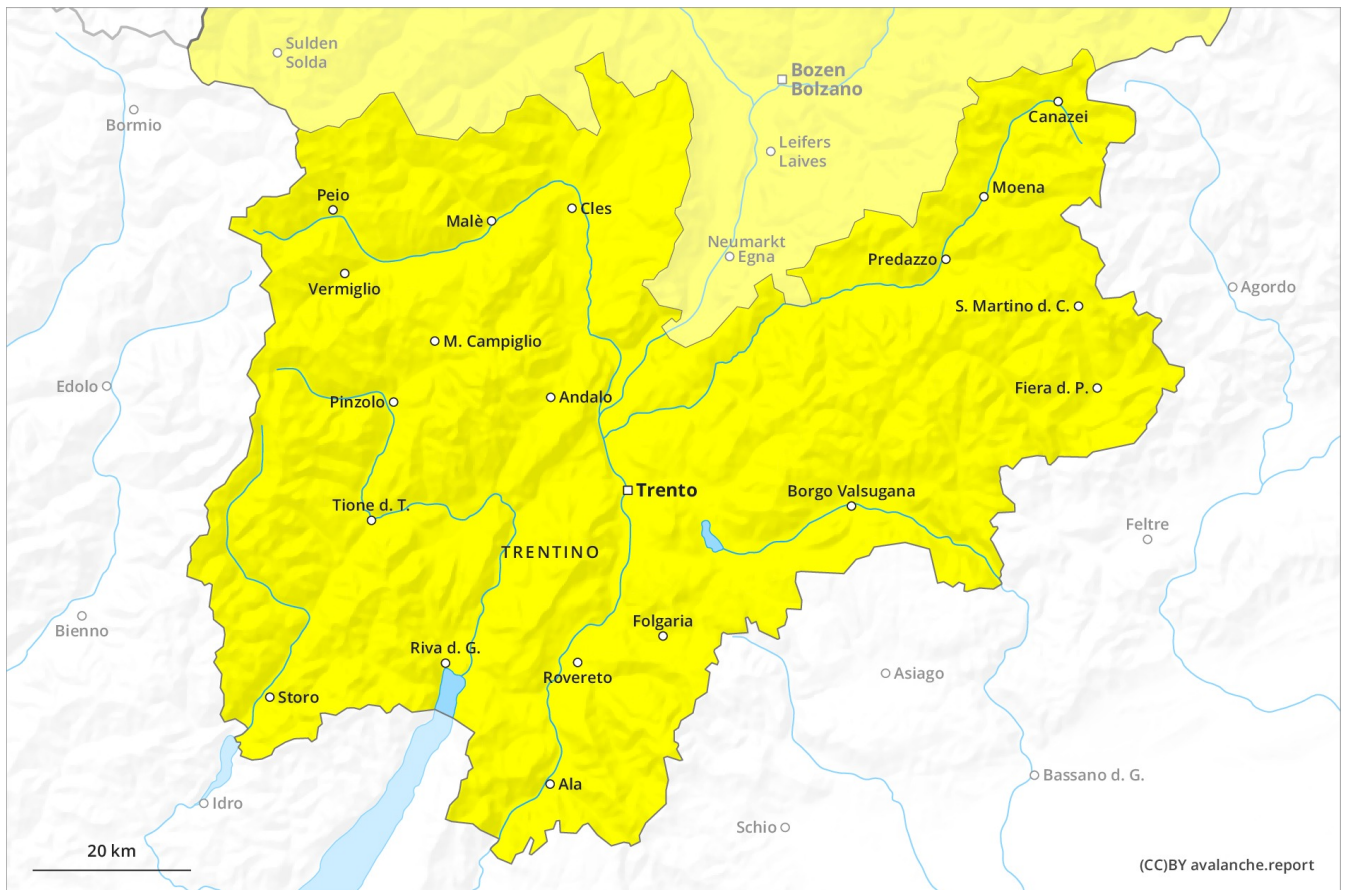 Sulden
Solda
Bozen
Bolzano
Bormio
Canazei
Leifers
Laives
Peio
Moena
Malè
Cles
Neumarkt
Egna
Predazzo
Vermiglio
Agordo
S. Martino d. C.
M. Campiglio
Edolo
Fiera d. P.
Pinzolo
Andalo
Trento
Borgo Valsugana
Tione d. T.
Feltre
TRENTINO
Folgaria
Bienno
Riva d. G.
Asiago
Rovereto
Storo
Bassano d. G.
Ala
Idro
Schio
20 km
(CC)BY avalanche.report